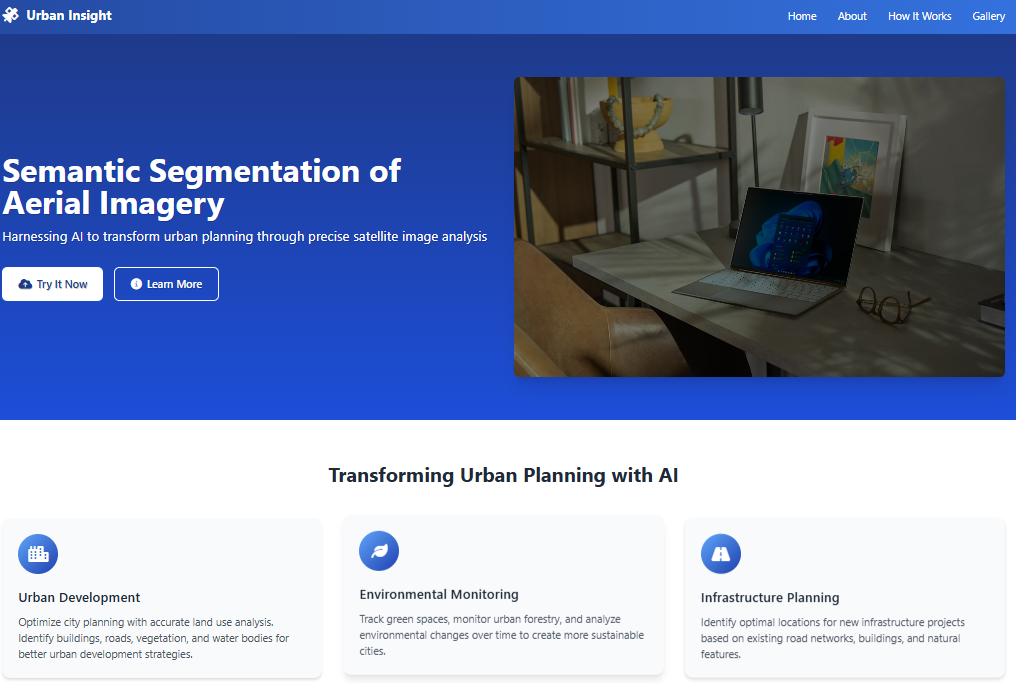 Urban Insight
Home About How It Works Gallery
Semantic Segmentation of
Aerial Imagery
Harnessing AI to transform urban planning through precise satellite image analysis
Try It Now Learn More
Transforming Urban Planning with AI
Urban Development
Optimize city planning with accurate land use analysis.
Identify buildings, roads, vegetation, and water bodies for
better urban development strategies.
Environmental Monitoring
Track green spaces, monitor urban forestry, and analyze
environmental changes over time to create more sustainable
cities.
Infrastructure Planning
Identify optimal locations for new infrastructure projects
based on existing road networks, buildings, and natural
features.